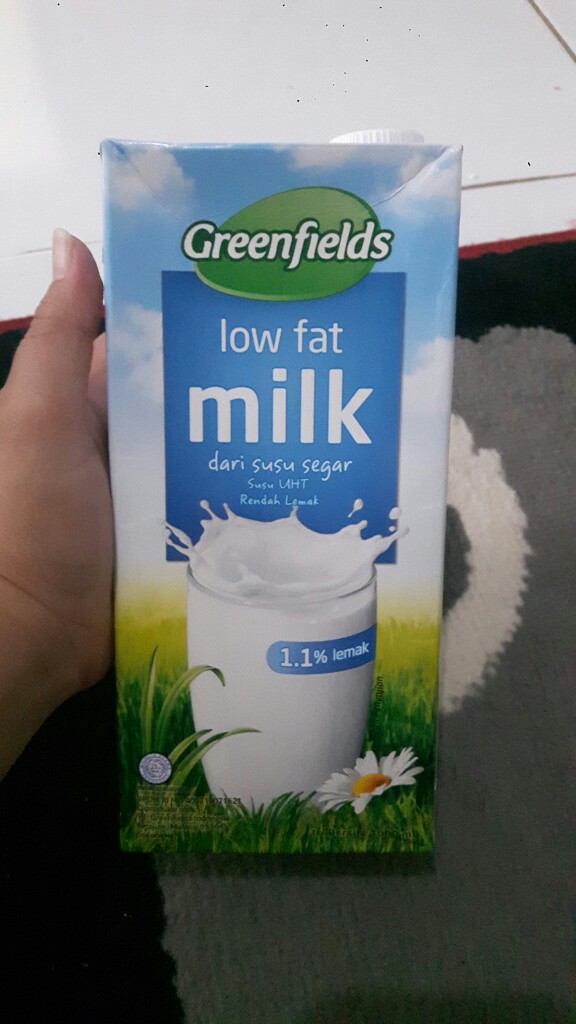 Greenfields
low fat
milk
dari susu segar
Susu UHT
Rendah Lemak
1.1% lemak